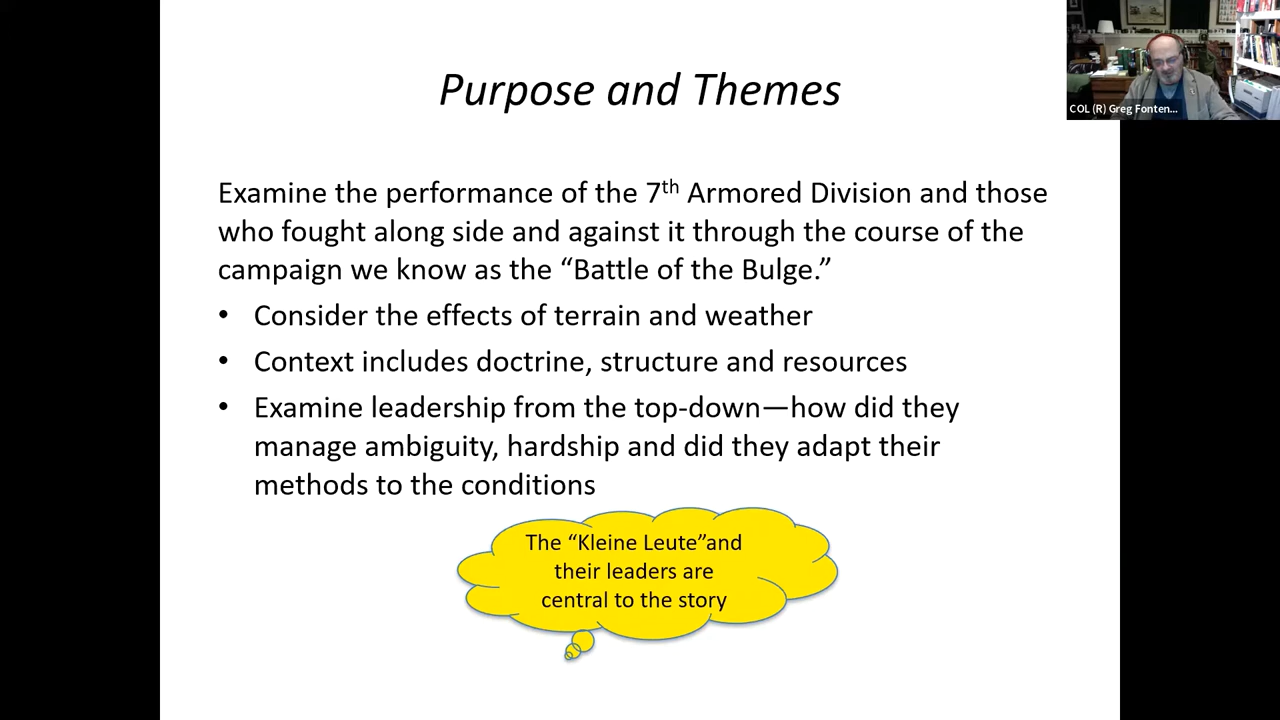 Purpose and Themes
COL (R) Greg Fonten...
Examine the performance of the 7th Armored Division and those
who fought along side and against it through the course of the
campaign we know as the “Battle of the Bulge.”
• Consider the effects of terrain and weather
• Context includes doctrine, structure and resources
• Examine leadership from the top-down—how did they
manage ambiguity, hardship and did they adapt their
methods to the conditions
The “Kleine Leute”and
their leaders are
central to the story